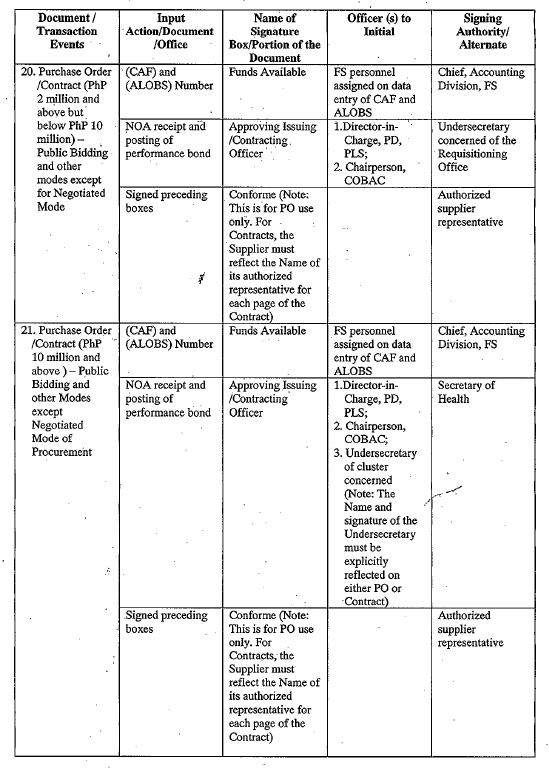 Document /
Transaction
Events
Input
Action/Document
/Office
Name of
Signature
Box/Portion of the
Document
Officer (s) to
Initial
Signing
Authority/
Alternate
20. Purchase Order
/Contract (PhP
2 million and
above but
below PhP 10
million) –
Public Bidding
and other
modes except
for Negotiated
Mode
(CAF) and
(ALOBS) Number
Funds Available
FS personnel
assigned on data
entry of CAF and
ALOBS
Chief, Accounting
Division, FS
NOA receipt and
posting of
performance bond
Approving Issuing
/Contracting
Officer
1.Director-in-
Charge, PD,
PLS;
2. Chairperson,
COBAC
Undersecretary
concerned of the
Requisitioning
Office
Signed preceding
boxes
Conforme (Note:
This is for PO use
only. For
Contracts, the
Supplier must
reflect the Name of
its authorized
representative for
each page of the
Contract)
Authorized
supplier
representative
21. Purchase Order
/Contract (PhP
10 million and
above ) – Public
Bidding and
other Modes
except
Negotiated
Mode of
Procurement
(CAF) and
(ALOBS) Number
Funds Available
FS personnel
assigned on data
entry of CAF and
ALOBS
Chief, Accounting
Division, FS
NOA receipt and
posting of
performance bond
Approving Issuing
/Contracting
Officer
1.Director-in-
Charge, PD,
PLS;
2. Chairperson,
COBAC;
3. Undersecretary
of cluster
concerned
(Note: The
Name and
signature of the
Undersecretary
must be
explicitly
reflected on
either PO or
Contract)
Secretary of
Health
Signed preceding
boxes
Conforme (Note:
This is for PO use
only. For
Contracts, the
Supplier must
reflect the Name of
its authorized
representative for
each page of the
Contract)
Authorized
supplier
representative